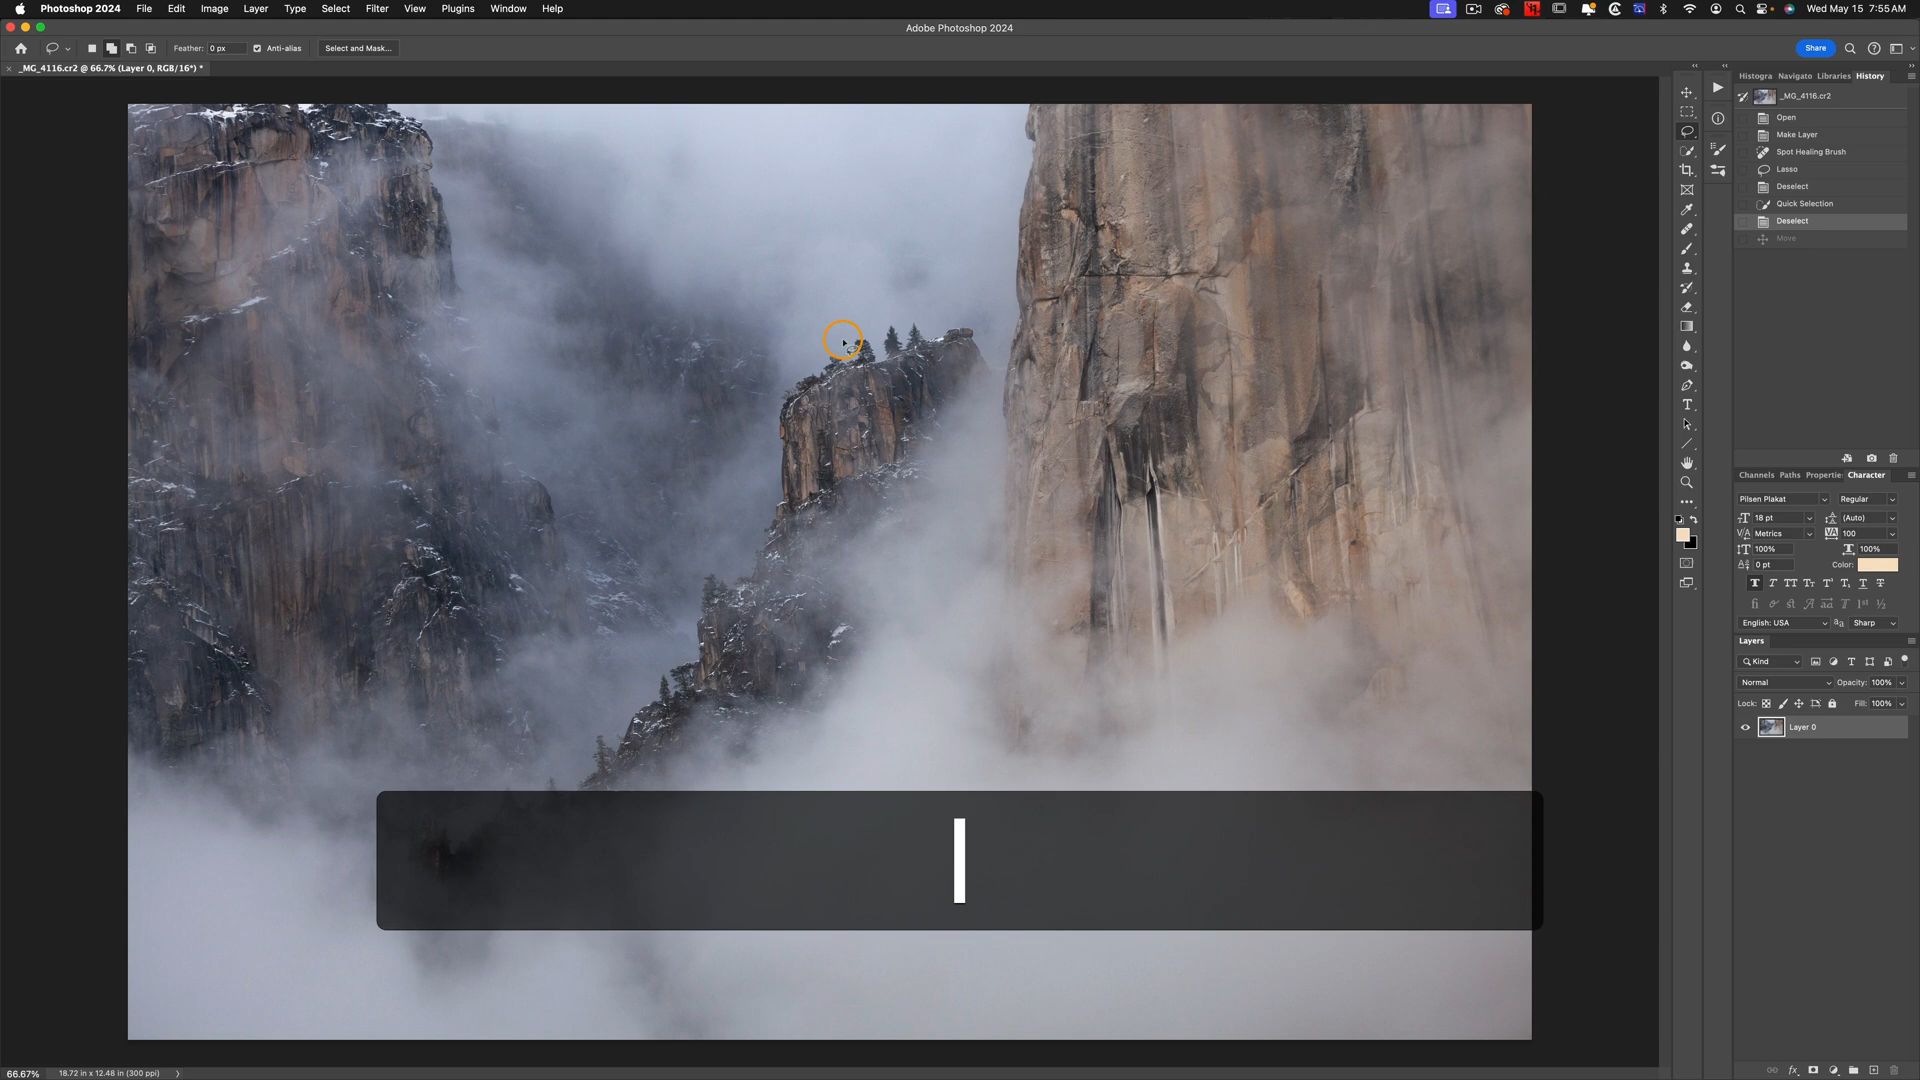 Photoshop 2024 File Edit Image Layer Type Select Filter View Plugins Window Help Wed May 15 7:55 AM
Adobe Photoshop 2024
Feather: 0 px Anti-alias Select and Mask... Share
_MG_4116.cr2 @ 66.7% (Layer 0, RGB/16*) *
Histogra Navigato Libraries History
_MG_4116.cr2
Open
Make Layer
Spot Healing Brush
Lasso
Deselect
Quick Selection
Deselect
Move
Channels Paths Propertie Character
Pilsen Plakat Regular
18 pt (Auto)
Metrics 100
100% 100%
0 pt Color:
English: USA Sharp
Layers
Kind
Normal Opacity: 100%
Lock: Fill: 100%
Layer 0
l
66.67% 18.72 in x 12.48 in (300 ppi)